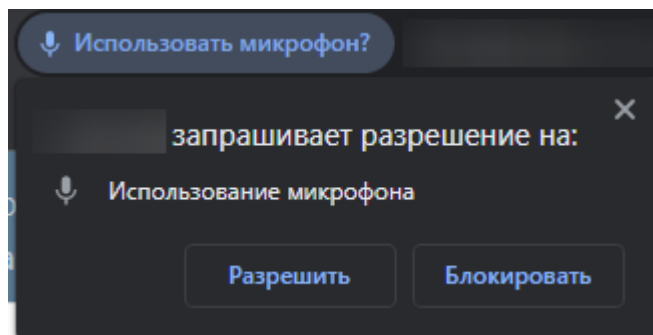 Использовать микрофон?
запрашивает разрешение на:
Использование микрофона
Разрешить
Блокировать